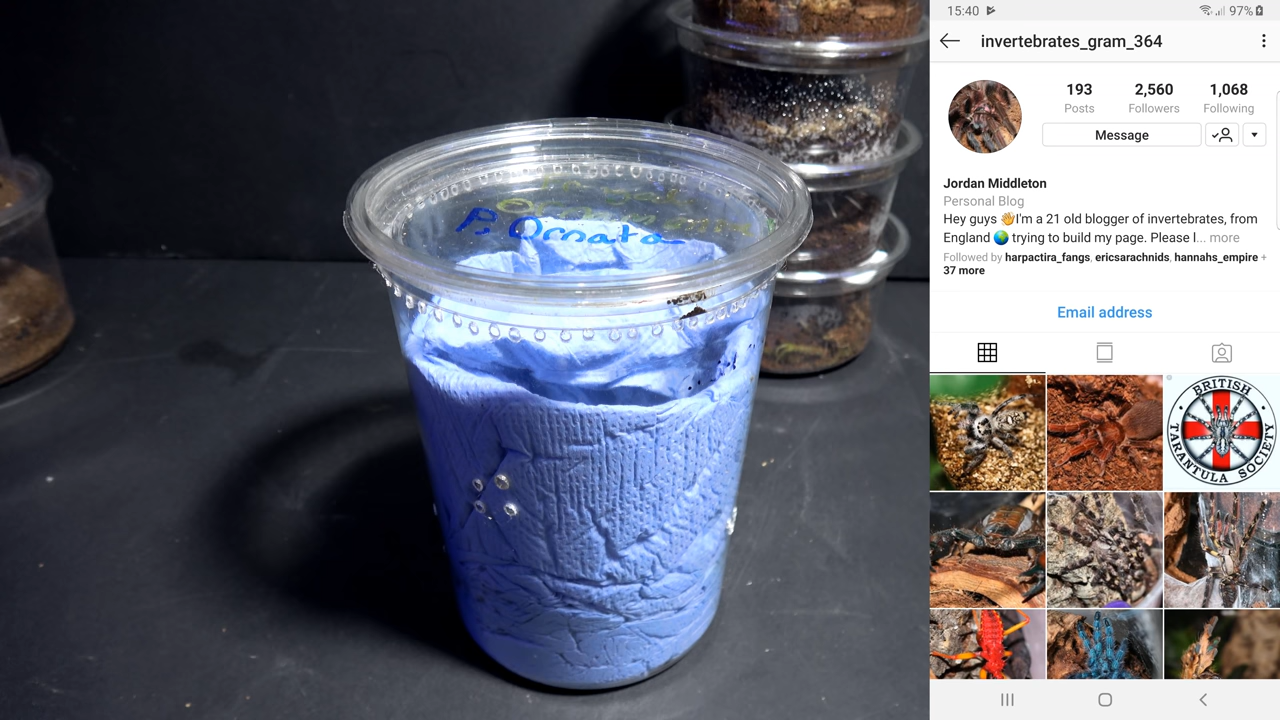 P. Ornata
15:40
97%
invertebrates_gram_364
193
2,560
1,068
Posts
Followers
Following
Message
Jordan Middleton
Personal Blog
Hey guys 👋I'm a 21 old blogger of invertebrates, from
England 🌏 trying to build my page. Please l... more
Followed by harpactira_fangs, ericsarachnids, hannahs_empire +
37 more
Email address
BRITISH
TARANTULA SOCIETY